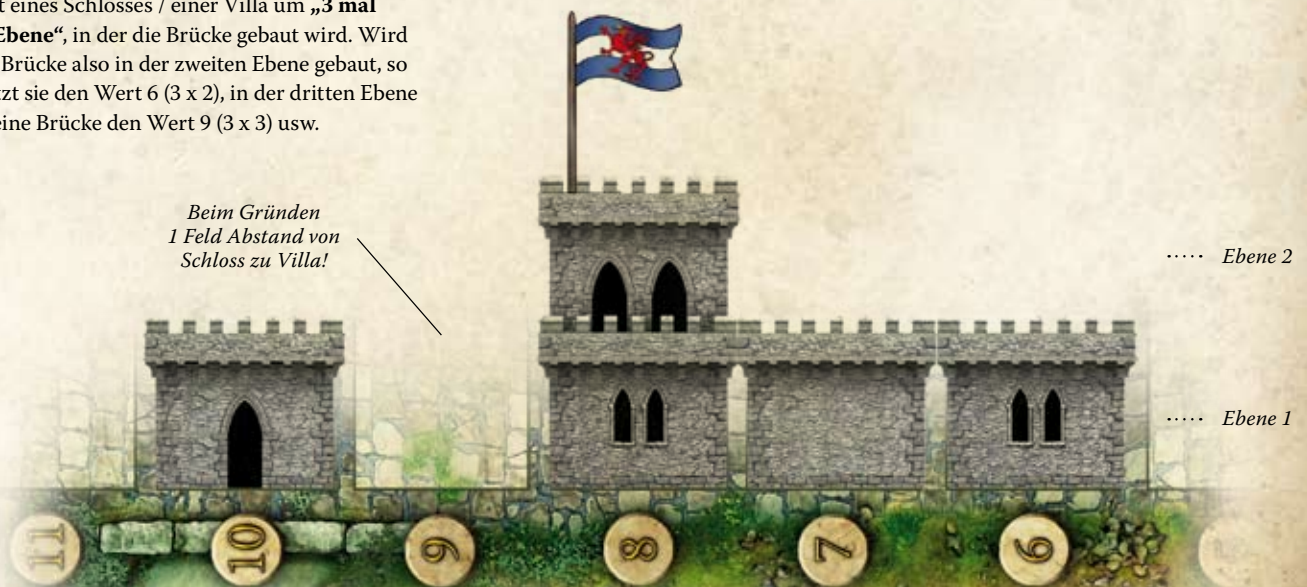 t eines Schlosses / einer Villa um „3 mal
Ebene“, in der die Brücke gebaut wird. Wird
Brücke also in der zweiten Ebene gebaut, so
zt sie den Wert 6 (3 x 2), in der dritten Ebene
eine Brücke den Wert 9 (3 x 3) usw.
Beim Gründen
1 Feld Abstand von
Schloss zu Villa!
Ebene 2
Ebene 1
11 10 9 8 7 6